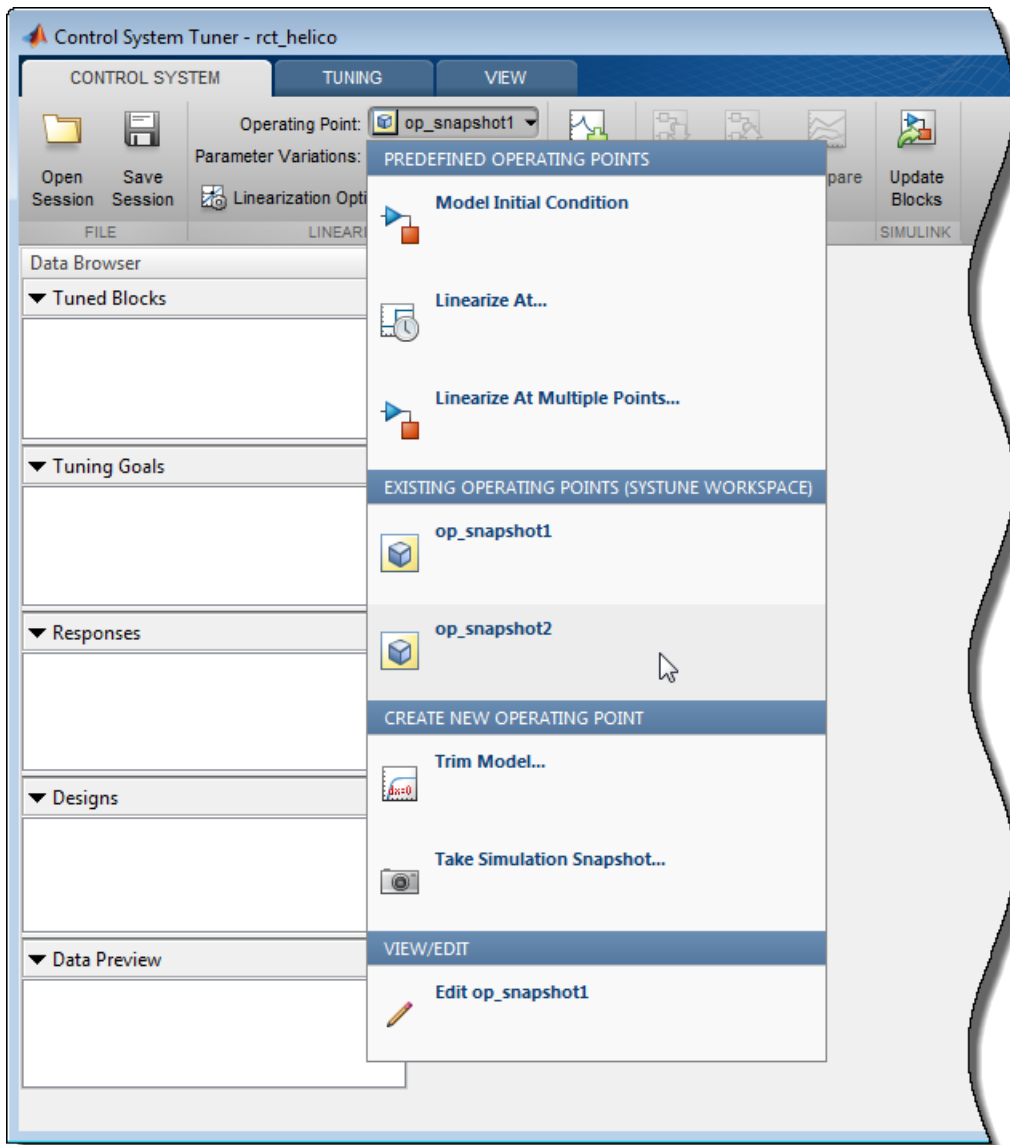 Control System Tuner - rct_helico
CONTROL SYSTEM
TUNING
VIEW
Operating Point:
op_snapshot1
Parameter Variations:
Linearization Opti
Open
Session
Save
Session
pare
Update
Blocks
FILE
LINEARI
SIMULINK
Data Browser
Tuned Blocks
Tuning Goals
Responses
Designs
Data Preview
PREDEFINED OPERATING POINTS
Model Initial Condition
Linearize At...
Linearize At Multiple Points...
EXISTING OPERATING POINTS (SYSTUNE WORKSPACE)
op_snapshot1
op_snapshot2
CREATE NEW OPERATING POINT
dx=0
Trim Model...
Take Simulation Snapshot...
VIEW/EDIT
Edit op_snapshot1